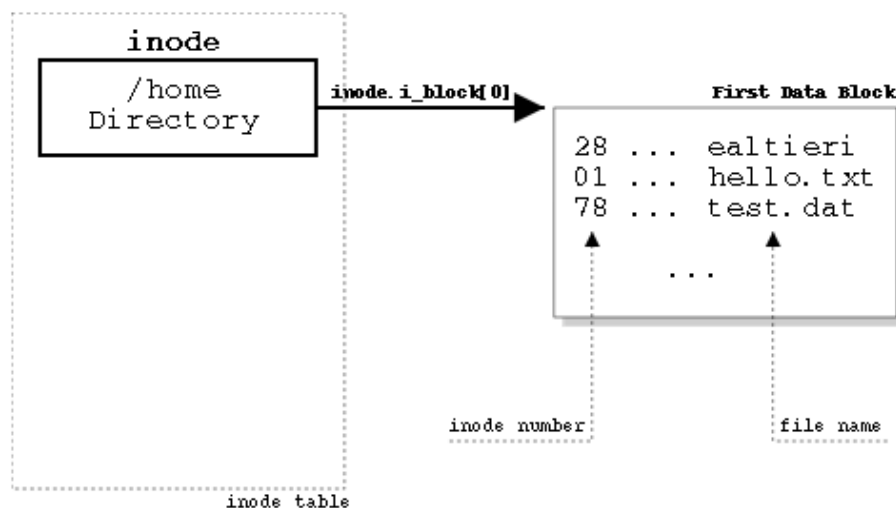 inode
/home
Directory
inode.i_block[0]
First Data Block
28 ... ealtieri
01 ... hello.txt
78 ... test.dat
...
inode number
file name
inode table